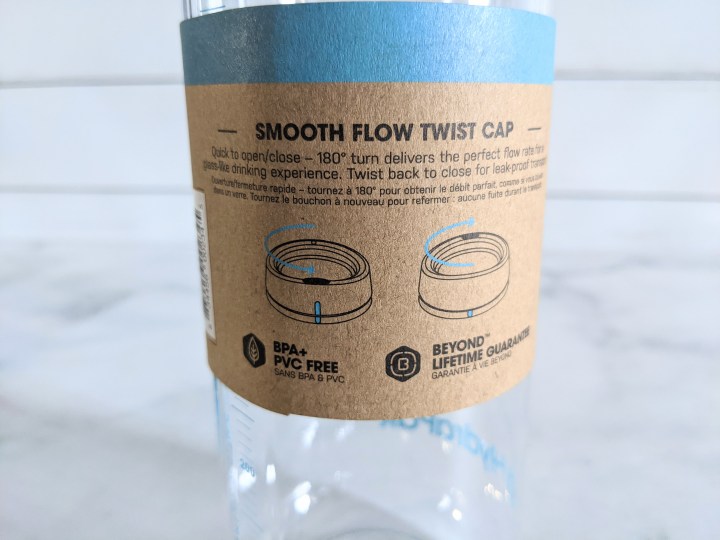 SMOOTH FLOW TWIST CAP
Quick to open/close – 180° turn delivers the perfect flow rate for a
glass-like drinking experience. Twist back to close for leak-proof
Ouverture/fermeture rapide – tournez à 180° pour obtenir le débit parfait, comme si vous buviez
dans un verre. Tournez le bouchon à nouveau pour refermer : aucune fuite durant le
BPA+
PVC FREE
SANS BPA & PVC
B
BEYOND™
LIFETIME GUARANTEE
GARANTIE À VIE BEYOND
HydraPak
200